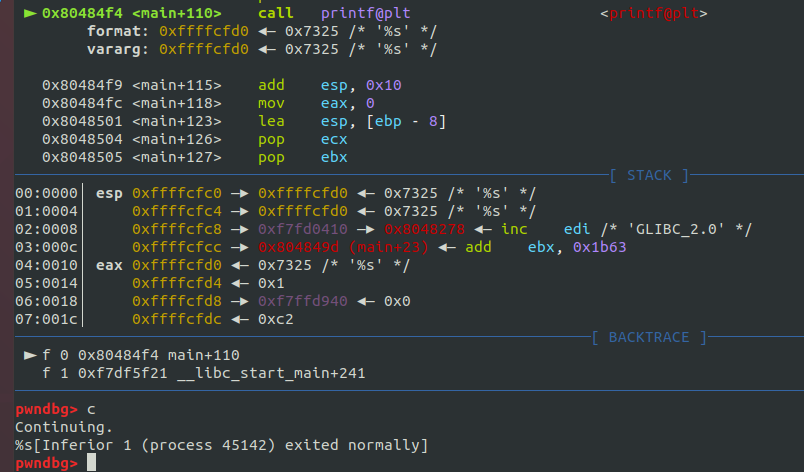 ► 0x80484f4 <main+110>    call   printf@plt                     <printf@plt>
        format: 0xffffcfd0 ◂— 0x7325 /* '%s' */
        vararg: 0xffffcfd0 ◂— 0x7325 /* '%s' */
   0x80484f9 <main+115>    add    esp, 0x10
   0x80484fc <main+118>    mov    eax, 0
   0x8048501 <main+123>    lea    esp, [ebp - 8]
   0x8048504 <main+126>    pop    ecx
   0x8048505 <main+127>    pop    ebx
[ STACK ]
00:0000│ esp 0xffffcfc0 —▸ 0xffffcfd0 ◂— 0x7325 /* '%s' */
01:0004│     0xffffcfc4 —▸ 0xffffcfd0 ◂— 0x7325 /* '%s' */
02:0008│     0xffffcfc8 —▸ 0xf7fd0410 —▸ 0x8048278 ◂— inc    edi /* 'GLIBC_2.0' */
03:000c│     0xffffcfcc —▸ 0x804849d (main+23) ◂— add    ebx, 0x1b63
04:0010│ eax 0xffffcfd0 ◂— 0x7325 /* '%s' */
05:0014│     0xffffcfd4 ◂— 0x1
06:0018│     0xffffcfd8 —▸ 0xf7ffd940 ◂— 0x0
07:001c│     0xffffcfdc ◂— 0xc2
[ BACKTRACE ]
► f 0 0x80484f4 main+110
   f 1 0xf7df5f21 __libc_start_main+241
pwndbg> c
Continuing.
%s[Inferior 1 (process 45142) exited normally]
pwndbg>